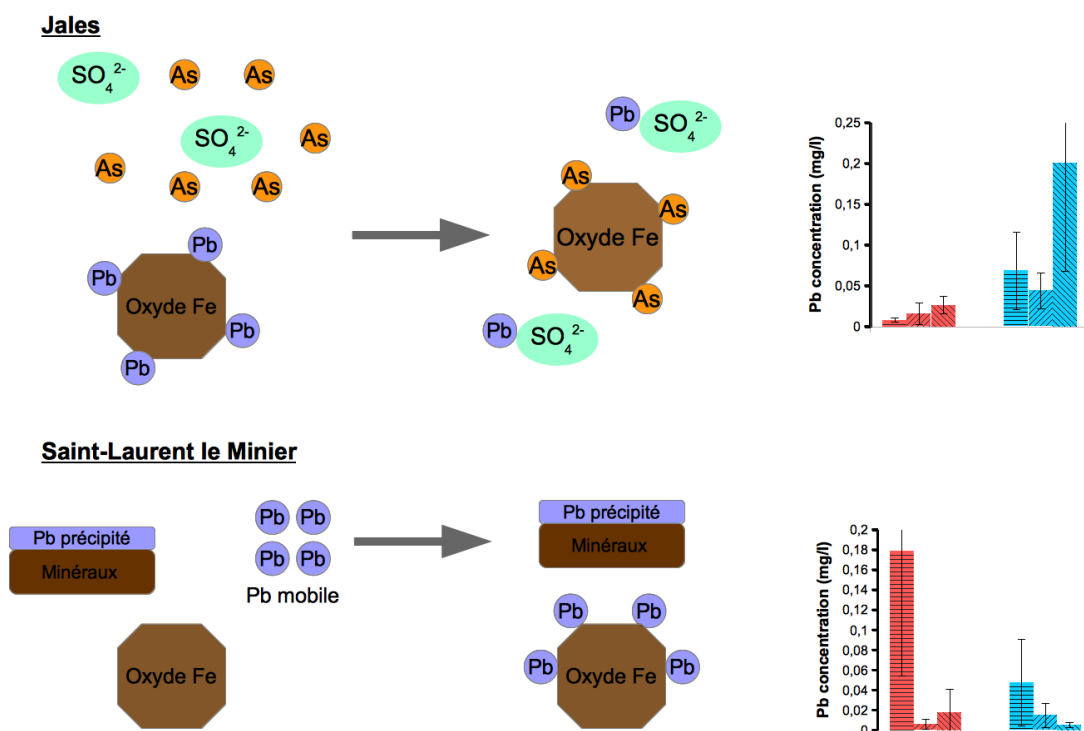 Jales
SO₄²⁻
As
As
SO₄²⁻
As
As
As
As
Pb
Pb
Oxyde Fe
Pb
Pb
Pb
SO₄²⁻
As
As
Oxyde Fe
As
As
Pb
SO₄²⁻
Pb concentration (mg/l)
0,25
0,2
0,15
0,1
0,05
0
Saint-Laurent le Minier
Pb précipité
Minéraux
Pb
Pb
Pb
Pb
Pb mobile
Oxyde Fe
Pb précipité
Minéraux
Pb
Pb
Pb
Oxyde Fe
Pb
Pb concentration (mg/l)
0,2
0,18
0,16
0,14
0,12
0,1
0,08
0,06
0,04
0,02
0